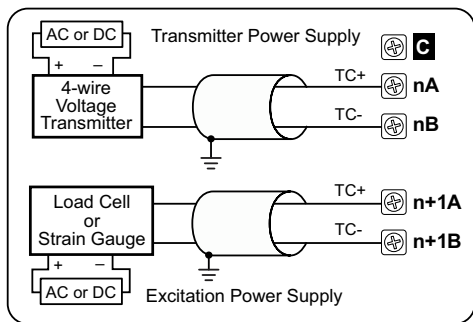 AC or DC
Transmitter Power Supply
C
+ –
4-wire
Voltage
Transmitter
TC+
nA
TC-
nB
Load Cell
or
Strain Gauge
TC+
n+1A
TC-
n+1B
+ –
AC or DC
Excitation Power Supply